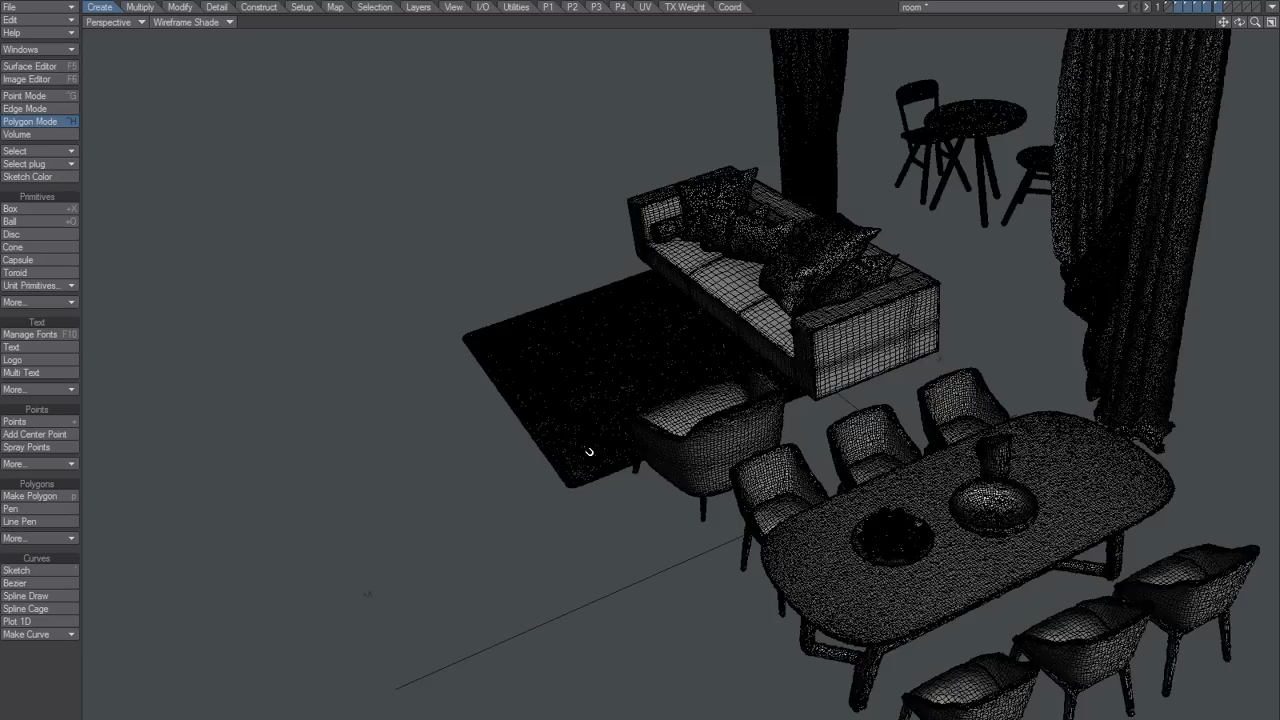 File Create Multiply Modify Detail Construct Setup Map Selection Layers View I/O Utilities P1 P2 P3 P4 UV TX Weight Coord room * 1
Edit Perspective Wireframe Shade
Help
Windows
Surface Editor F5
Image Editor F6
Point Mode ^G
Edge Mode
Polygon Mode ^H
Volume
Select
Select plug
Sketch Color
Primitives
Box +X
Ball +O
Disc
Cone
Capsule
Toroid
Unit Primitives...
More...
Text
Manage Fonts F10
Text
Logo
Multi Text
More...
Points
Points +
Add Center Point
Spray Points
More...
Polygons
Make Polygon p
Pen
Line Pen
More...
Curves
Sketch '
Bezier
Spline Draw
Spline Cage
Plot 1D
Make Curve